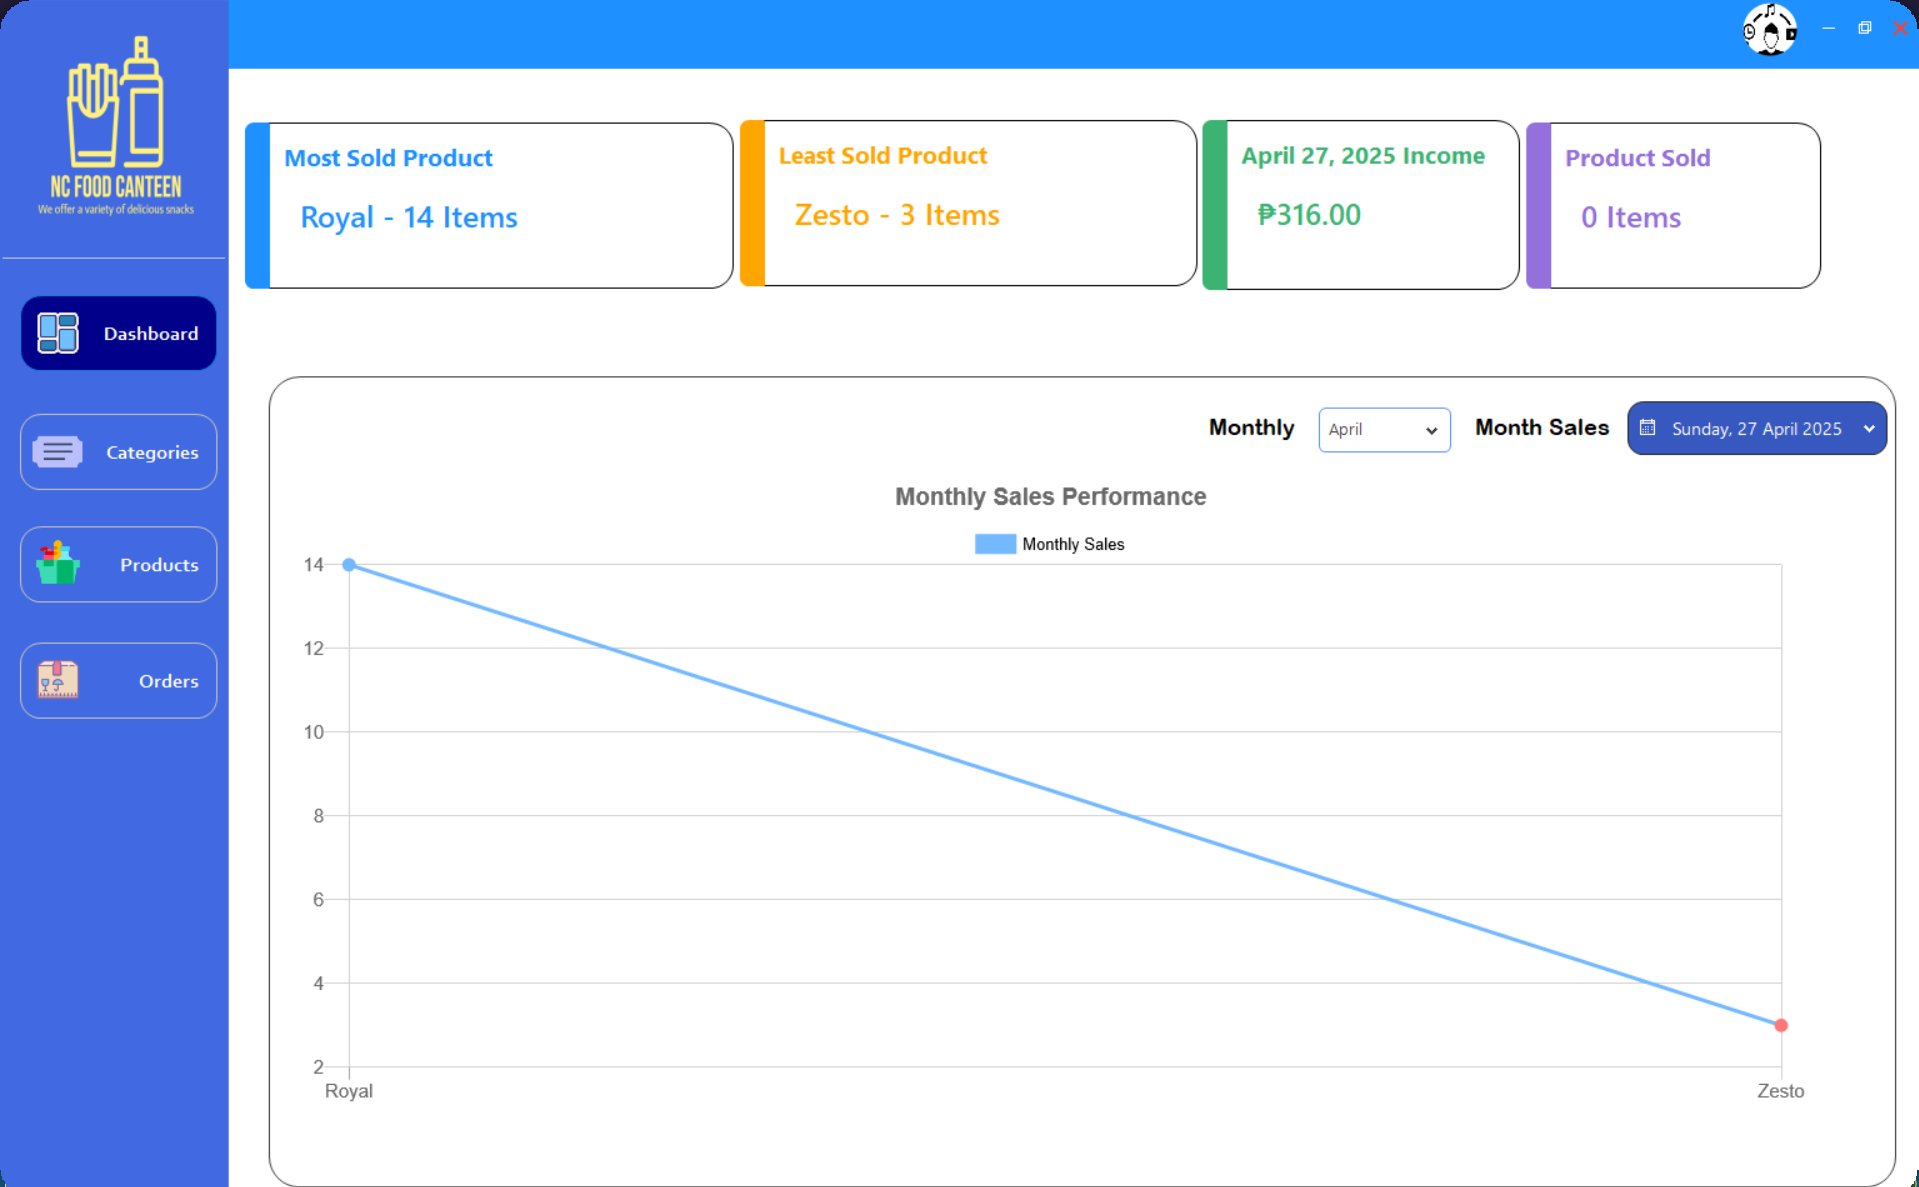 NC FOOD CANTEEN
We offer a variety of delicious snacks
Dashboard
Categories
Products
Orders
Most Sold Product
Royal - 14 Items
Least Sold Product
Zesto - 3 Items
April 27, 2025 Income
₱316.00
Product Sold
0 Items
Monthly
April
Month Sales
Sunday, 27 April 2025
Monthly Sales Performance
Monthly Sales
14
12
10
8
6
4
2
Royal
Zesto